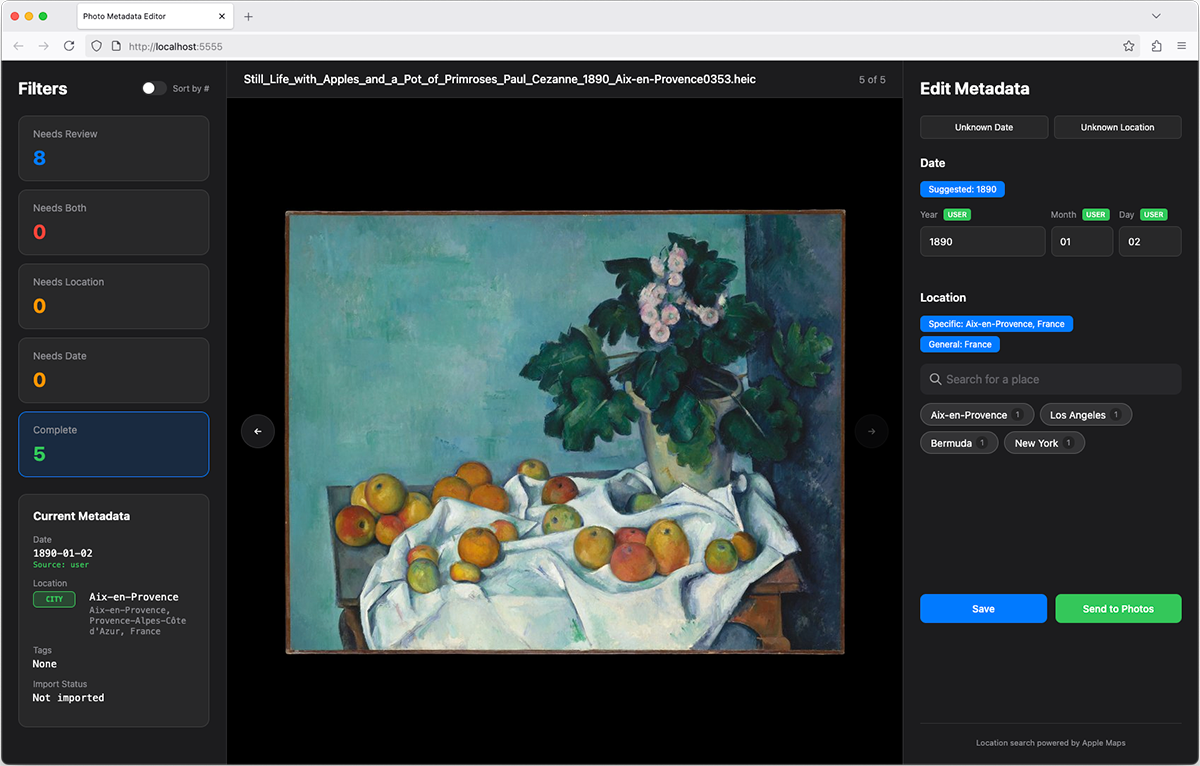 Photo Metadata Editor
http://localhost:5555
Filters
Sort by #
Needs Review
8
Needs Both
0
Needs Location
0
Needs Date
0
Complete
5
Current Metadata
Date
1890-01-02
Source: user
Location
CITY
Aix-en-Provence
Aix-en-Provence,
Provence-Alpes-Côte
d'Azur, France
Tags
None
Import Status
Not imported
Still_Life_with_Apples_and_a_Pot_of_Primroses_Paul_Cezanne_1890_Aix-en-Provence0353.heic
5 of 5
Edit Metadata
Unknown Date
Unknown Location
Date
Suggested: 1890
Year USER Month USER Day USER
1890 01 02
Location
Specific: Aix-en-Provence, France
General: France
Search for a place
Aix-en-Provence 1 Los Angeles 1
Bermuda 1 New York 1
Save Send to Photos
Location search powered by Apple Maps